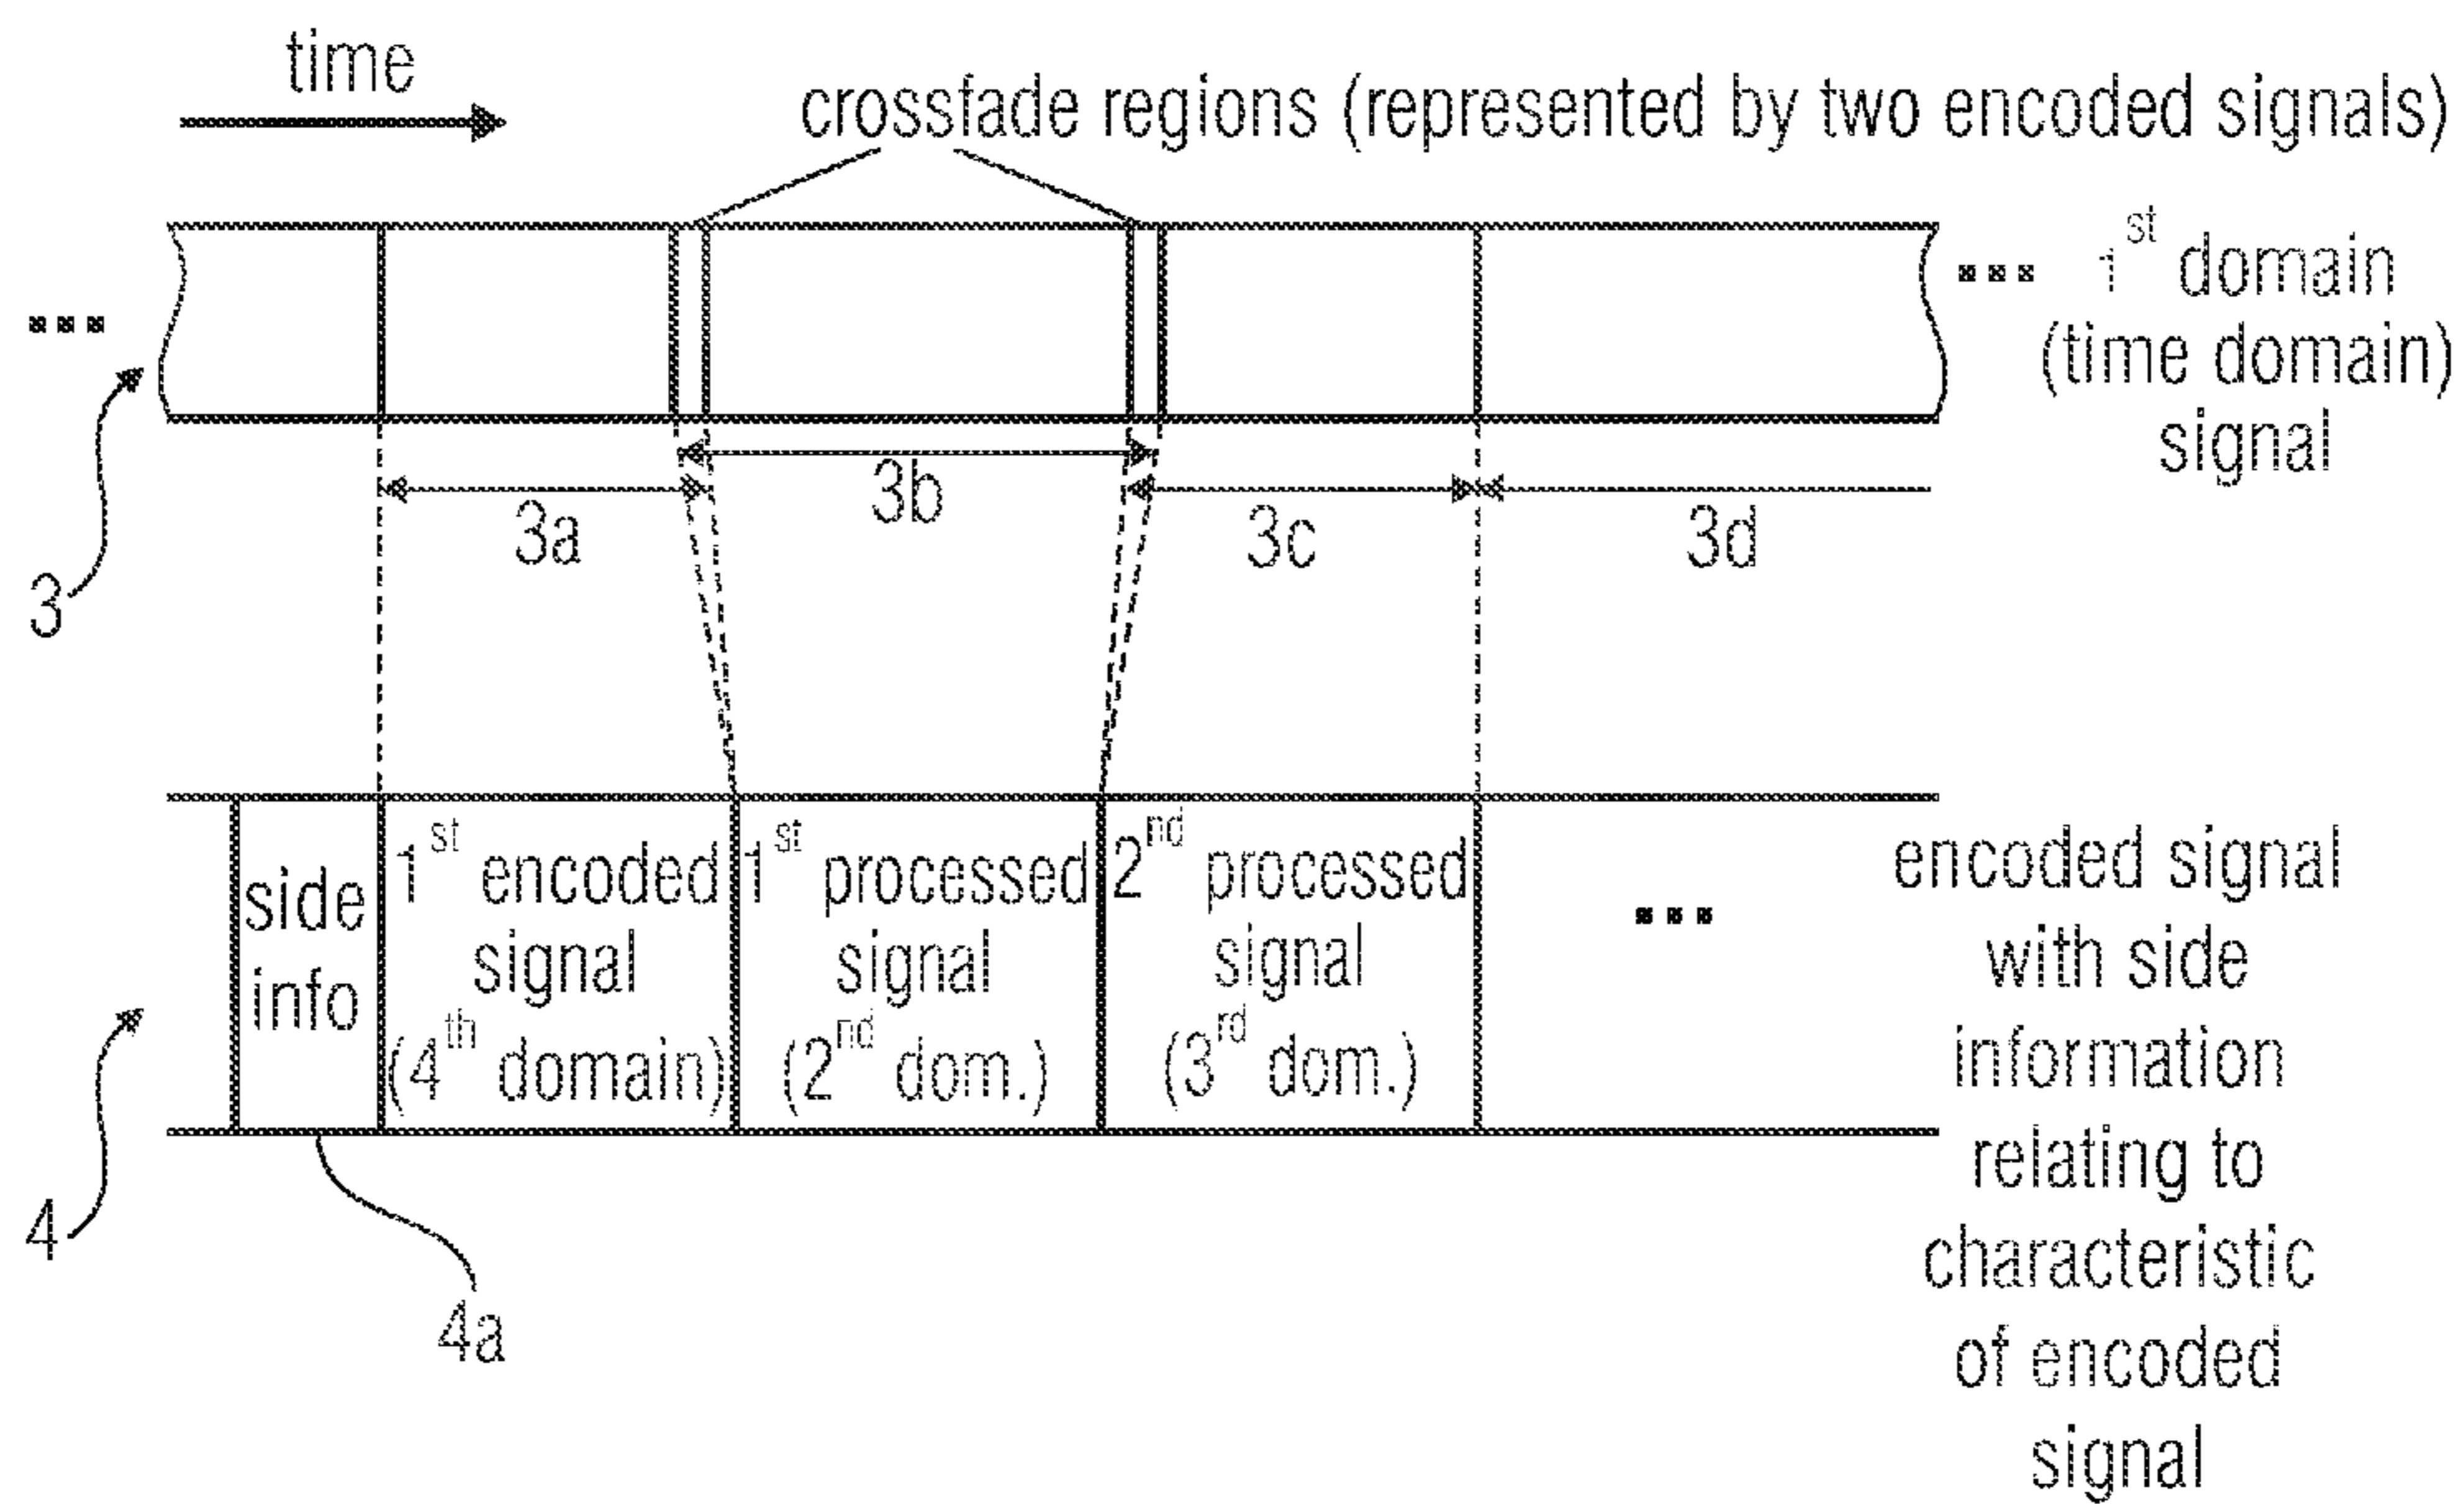 time
crossfade regions (represented by two encoded signals)
... 1st domain
(time domain)
signal
...
3a
3b
3c
3d
3
side
info
1st encoded
signal
(4th domain)
1st processed
signal
(2nd dom.)
2nd processed
signal
(3rd dom.)
...
encoded signal
with side
information
relating to
characteristic
of encoded
signal
4
4a